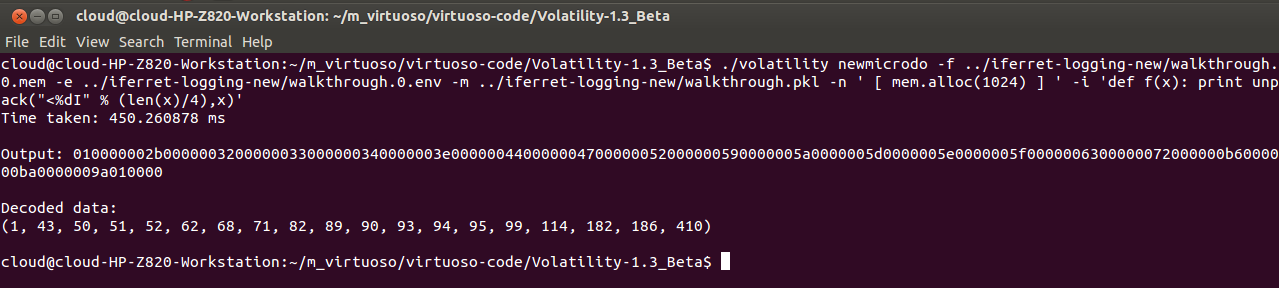 cloud@cloud-HP-Z820-Workstation: ~/m_virtuoso/virtuoso-code/Volatility-1.3_Beta
File Edit View Search Terminal Help
cloud@cloud-HP-Z820-Workstation:~/m_virtuoso/virtuoso-code/Volatility-1.3_Beta$ ./volatility newmicrodo -f ../iferret-logging-new/walkthrough.
0.mem -e ../iferret-logging-new/walkthrough.0.env -m ../iferret-logging-new/walkthrough.pkl -n ' [ mem.alloc(1024) ] ' -i 'def f(x): print unp
ack("<%dI" % (len(x)/4),x)'
Time taken: 450.260878 ms
Output: 010000002b0000003200000033000000340000003e000000440000004700000052000000590000005a0000005d0000005e0000005f0000006300000072000000b60000
00ba0000009a010000
Decoded data:
(1, 43, 50, 51, 52, 62, 68, 71, 82, 89, 90, 93, 94, 95, 99, 114, 182, 186, 410)
cloud@cloud-HP-Z820-Workstation:~/m_virtuoso/virtuoso-code/Volatility-1.3_Beta$